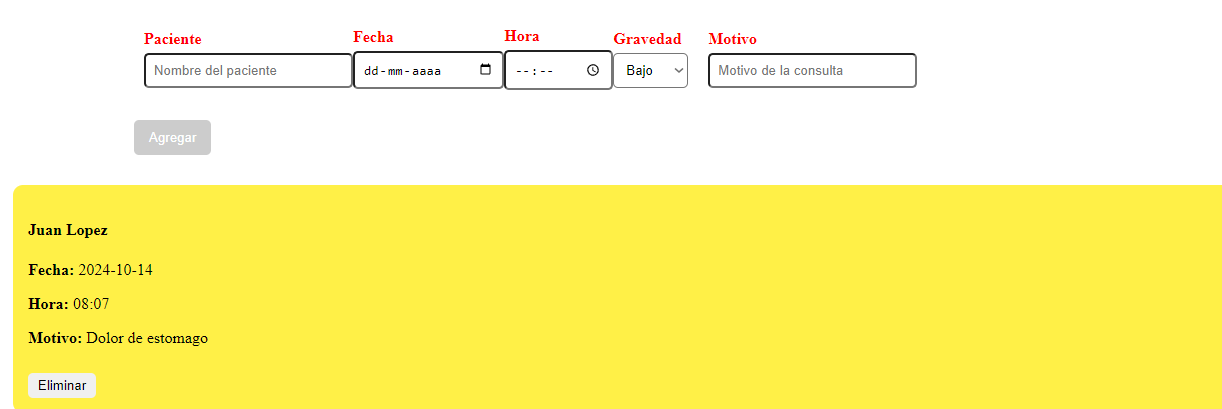 Paciente Fecha Hora Gravedad Motivo
Nombre del paciente dd-mm-aaaa --:-- Bajo Motivo de la consulta
Agregar
Juan Lopez
Fecha: 2024-10-14
Hora: 08:07
Motivo: Dolor de estomago
Eliminar